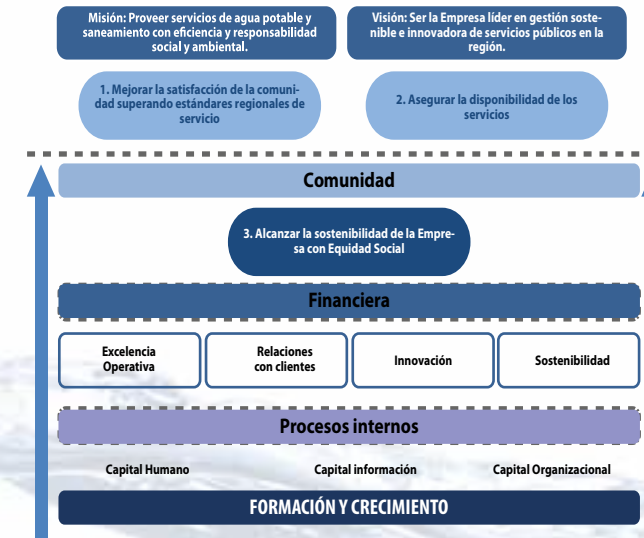 Misión: Proveer servicios de agua potable y
saneamiento con eficiencia y responsabilidad
social y ambiental.
Visión: Ser la Empresa líder en gestión soste-
nible e innovadora de servicios públicos en la
región.
1. Mejorar la satisfacción de la comuni-
dad superando estándares regionales de
servicio
2. Asegurar la disponibilidad de los
servicios
Comunidad
3. Alcanzar la sostenibilidad de la Empre-
sa con Equidad Social
Financiera
Excelencia
Operativa
Relaciones
con clientes
Innovación
Sostenibilidad
Procesos internos
Capital Humano
Capital información
Capital Organizacional
FORMACIÓN Y CRECIMIENTO